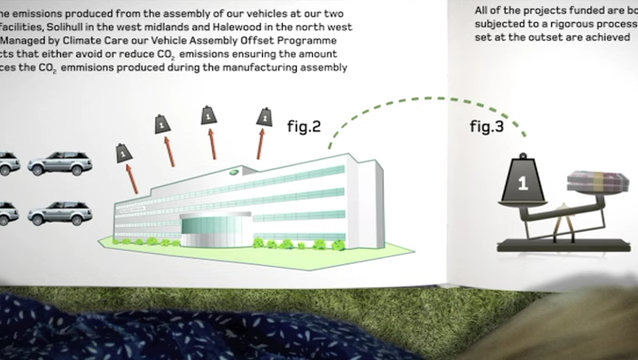 he emissions produced from the assembly of our vehicles at our two
facilities, Solihull in the west midlands and Halewood in the north west
Managed by Climate Care our Vehicle Assembly Offset Programme
cts that either avoid or reduce CO₂ emissions ensuring the amount
ces the CO₂ emmisions produced during the manufacturing assembly
All of the projects funded are bo
subjected to a rigorous process
set at the outset are achieved
fig.2
fig.3
1
1
1
1
1